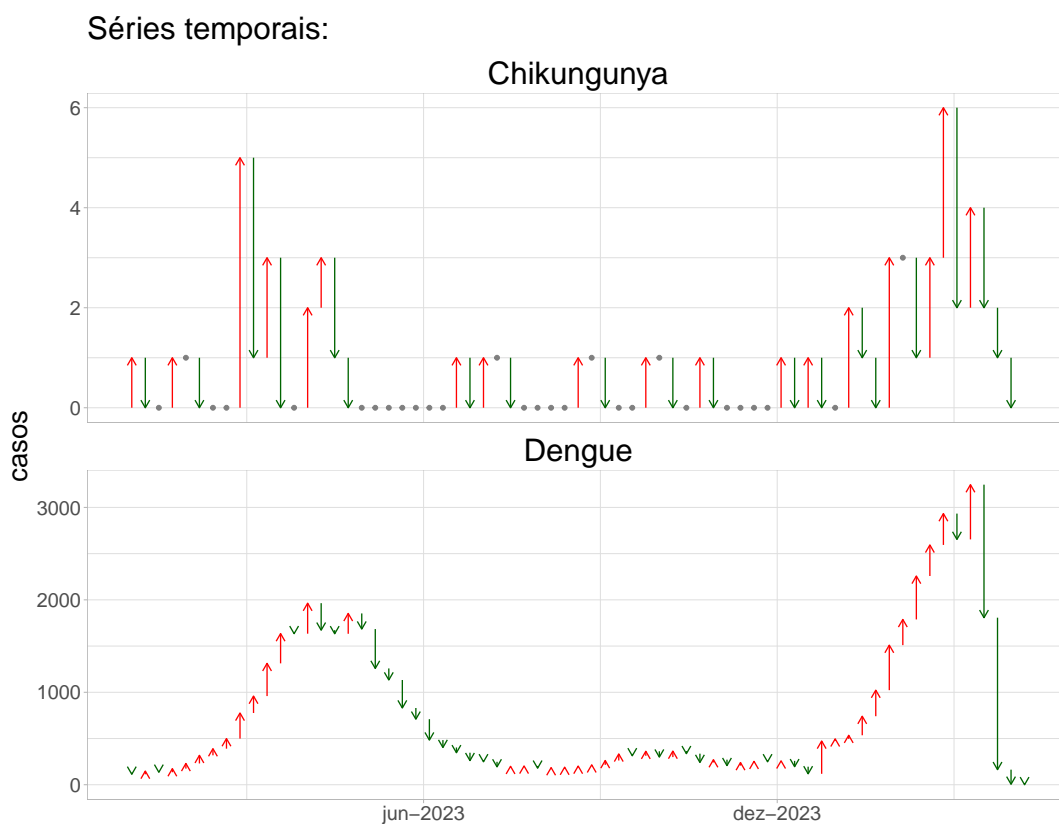 Séries temporais:
Chikungunya
6
4
2
0
casos
Dengue
3000
2000
1000
0
jun−2023
dez−2023